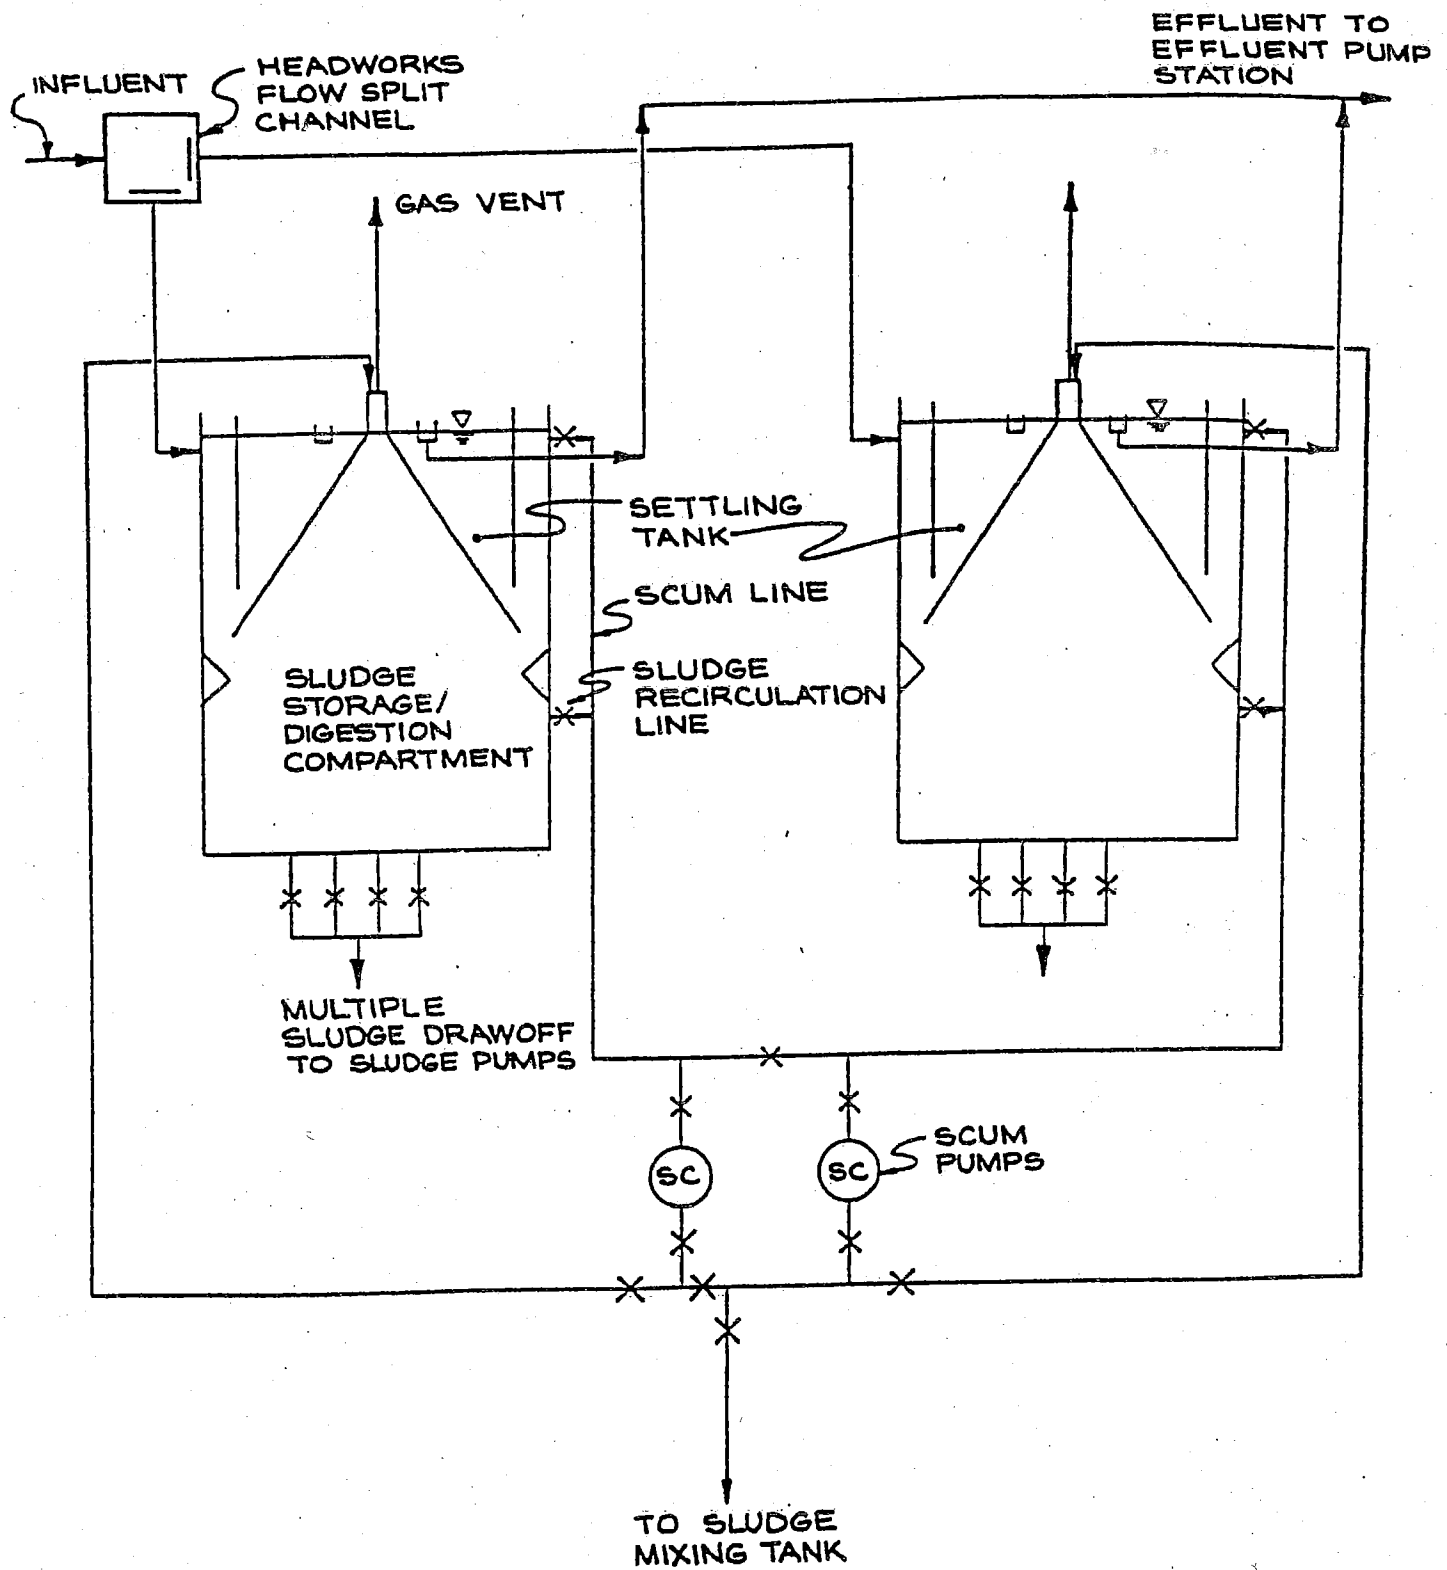 EFFLUENT TO
EFFLUENT PUMP
STATION
INFLUENT
HEADWORKS
FLOW SPLIT
CHANNEL
GAS VENT
SETTLING
TANK
SCUM LINE
SLUDGE
RECIRCULATION
LINE
SLUDGE
STORAGE/
DIGESTION
COMPARTMENT
MULTIPLE
SLUDGE DRAWOFF
TO SLUDGE PUMPS
SC
SC
SCUM
PUMPS
TO SLUDGE
MIXING TANK